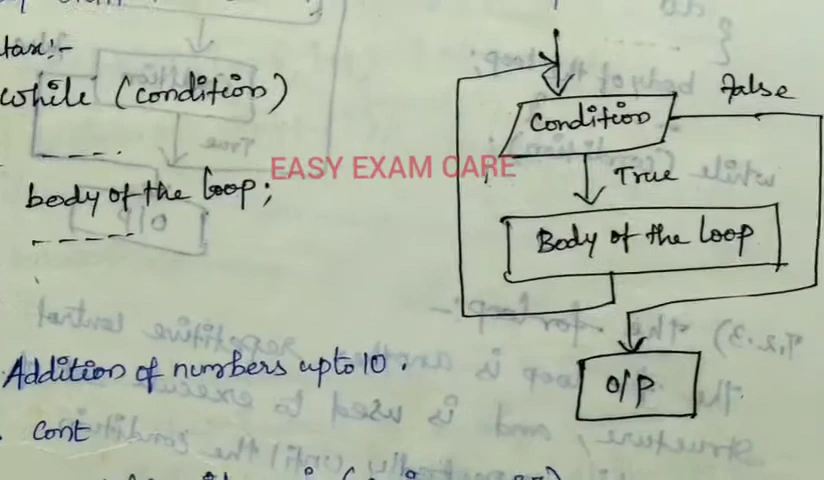 tax:-
while (condition)
body of the loop;
Condition
False
True
Body of the loop
O/P
EASY EXAM CARE
Addition of numbers upto 10.
cont